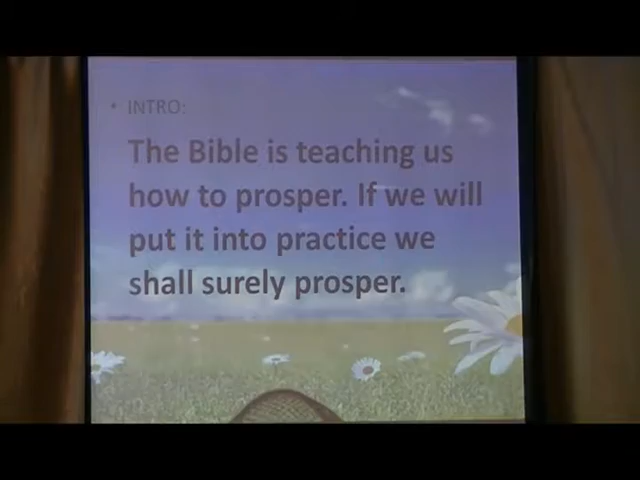 • INTRO:
The Bible is teaching us
how to prosper. If we will
put it into practice we
shall surely prosper.